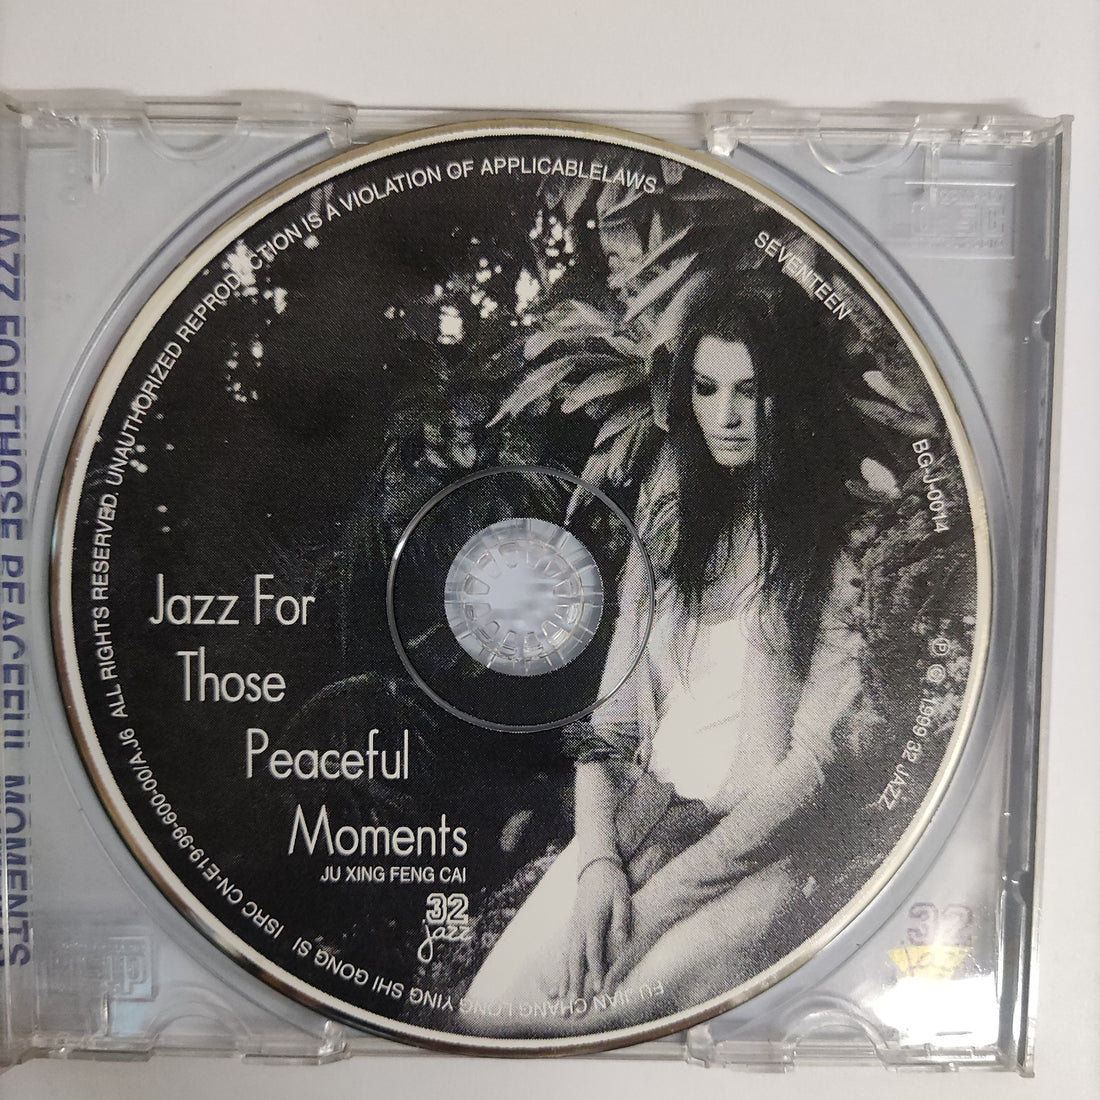 Jazz For
Those
Peaceful
Moments
JU XING FENG CAI
32
jazz
SEVENTEEN
BG-J-0014
Ⓟ © 1999 32 JAZZ
FU JIAN CHANG LONG YING SHI GONG SI ISRC CN-E19-99-600-00/A.J6 ALL RIGHTS RESERVED. UNAUTHORIZED REPRODUCTION IS A VIOLATION OF APPLICABLELAWS
JAZZ FOR THOSE PEACEFUL MOMENTS
32